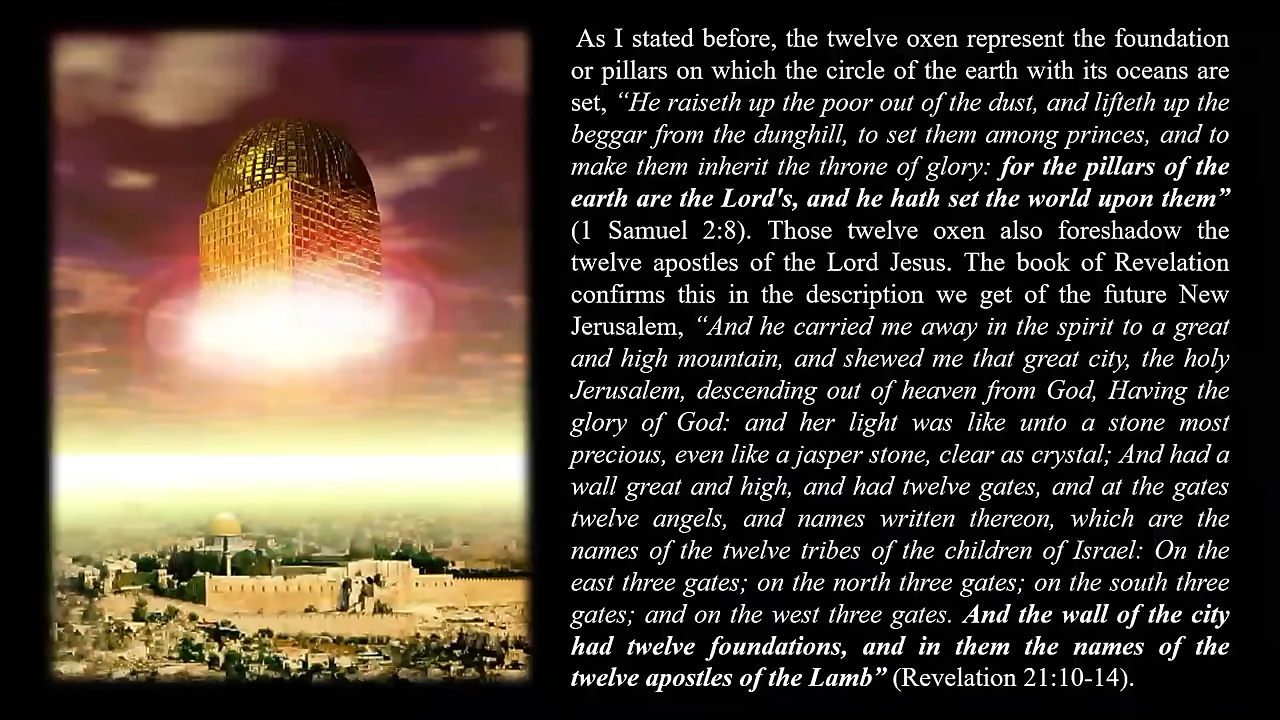 As I stated before, the twelve oxen represent the foundation
or pillars on which the circle of the earth with its oceans are
set, “He raiseth up the poor out of the dust, and lifteth up the
beggar from the dunghill, to set them among princes, and to
make them inherit the throne of glory: for the pillars of the
earth are the Lord's, and he hath set the world upon them”
(1 Samuel 2:8). Those twelve oxen also foreshadow the
twelve apostles of the Lord Jesus. The book of Revelation
confirms this in the description we get of the future New
Jerusalem, “And he carried me away in the spirit to a great
and high mountain, and shewed me that great city, the holy
Jerusalem, descending out of heaven from God, Having the
glory of God: and her light was like unto a stone most
precious, even like a jasper stone, clear as crystal; And had a
wall great and high, and had twelve gates, and at the gates
twelve angels, and names written thereon, which are the
names of the twelve tribes of the children of Israel: On the
east three gates; on the north three gates; on the south three
gates; and on the west three gates. And the wall of the city
had twelve foundations, and in them the names of the
twelve apostles of the Lamb” (Revelation 21:10-14).